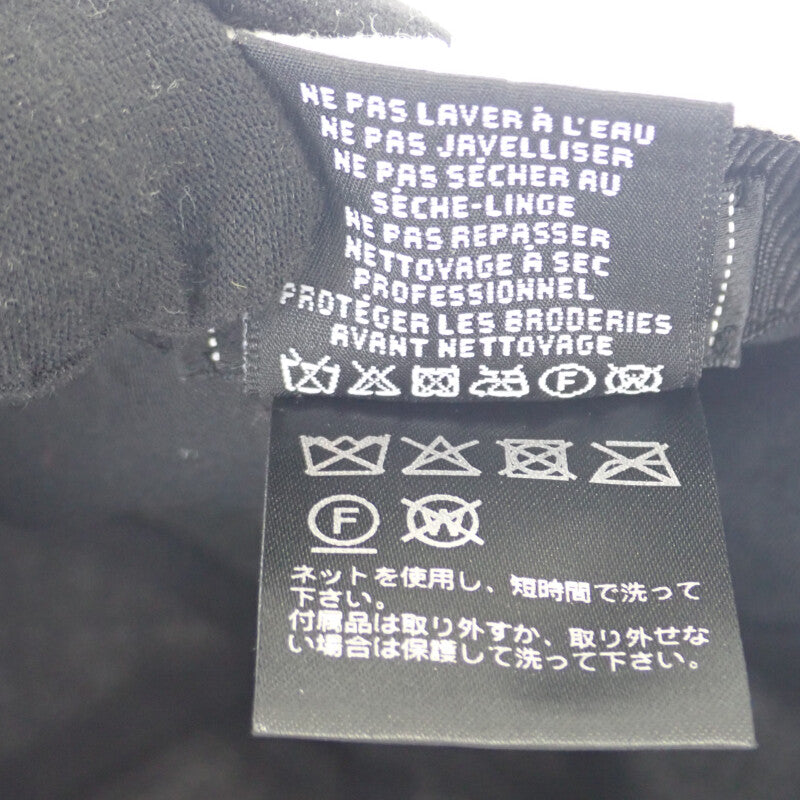 NE PAS LAVER À L'EAU
NE PAS JAVELLISER
NE PAS SÉCHER AU
SÈCHE-LINGE
NE PAS REPASSER
NETTOYAGE À SEC
PROFESSIONNEL
PROTÉGER LES BRODERIES
AVANT NETTOYAGE
F W
F W
ネットを使用し、短時間で洗って
下さい。
付属品は取り外すか、取り外せな
い場合は保護して洗って下さい。